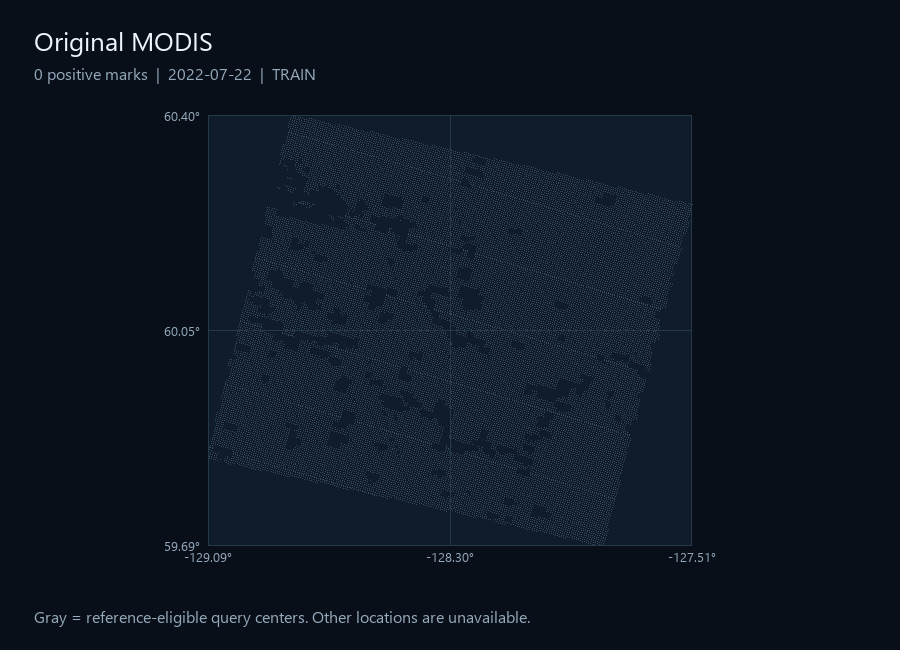 Original MODIS
0 positive marks | 2022-07-22 | TRAIN
60.40°
60.05°
59.69°
-129.09°
-128.30°
-127.51°
Gray = reference-eligible query centers. Other locations are unavailable.